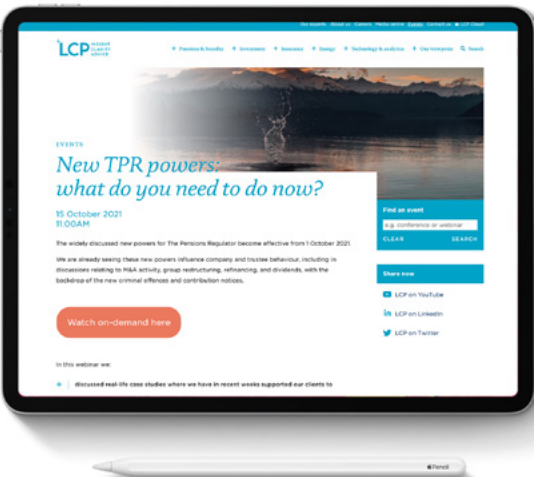 Our experts About us Careers Media centre Events Contact us LCP Cloud
LCP INSIGHT
CLARITY
ADVICE
+ Pensions & benefits + Investment + Insurance + Energy + Technology & analytics + Our viewpoint Search
EVENTS
New TPR powers:
what do you need to do now?
15 October 2021
11:00AM
The widely discussed new powers for The Pensions Regulator become effective from 1 October 2021.
We are already seeing these new powers influence company and trustee behaviour, including in
discussions relating to M&A activity, group restructuring, refinancing, and dividends, with the
backdrop of the new criminal offences and contribution notices.
Watch on-demand here
In this webinar we:
+ discussed real-life case studies where we have in recent weeks supported our clients to
Find an event
e.g. conference or webinar
CLEAR SEARCH
Share now
LCP on YouTube
in LCP on LinkedIn
LCP on Twitter
Pencil